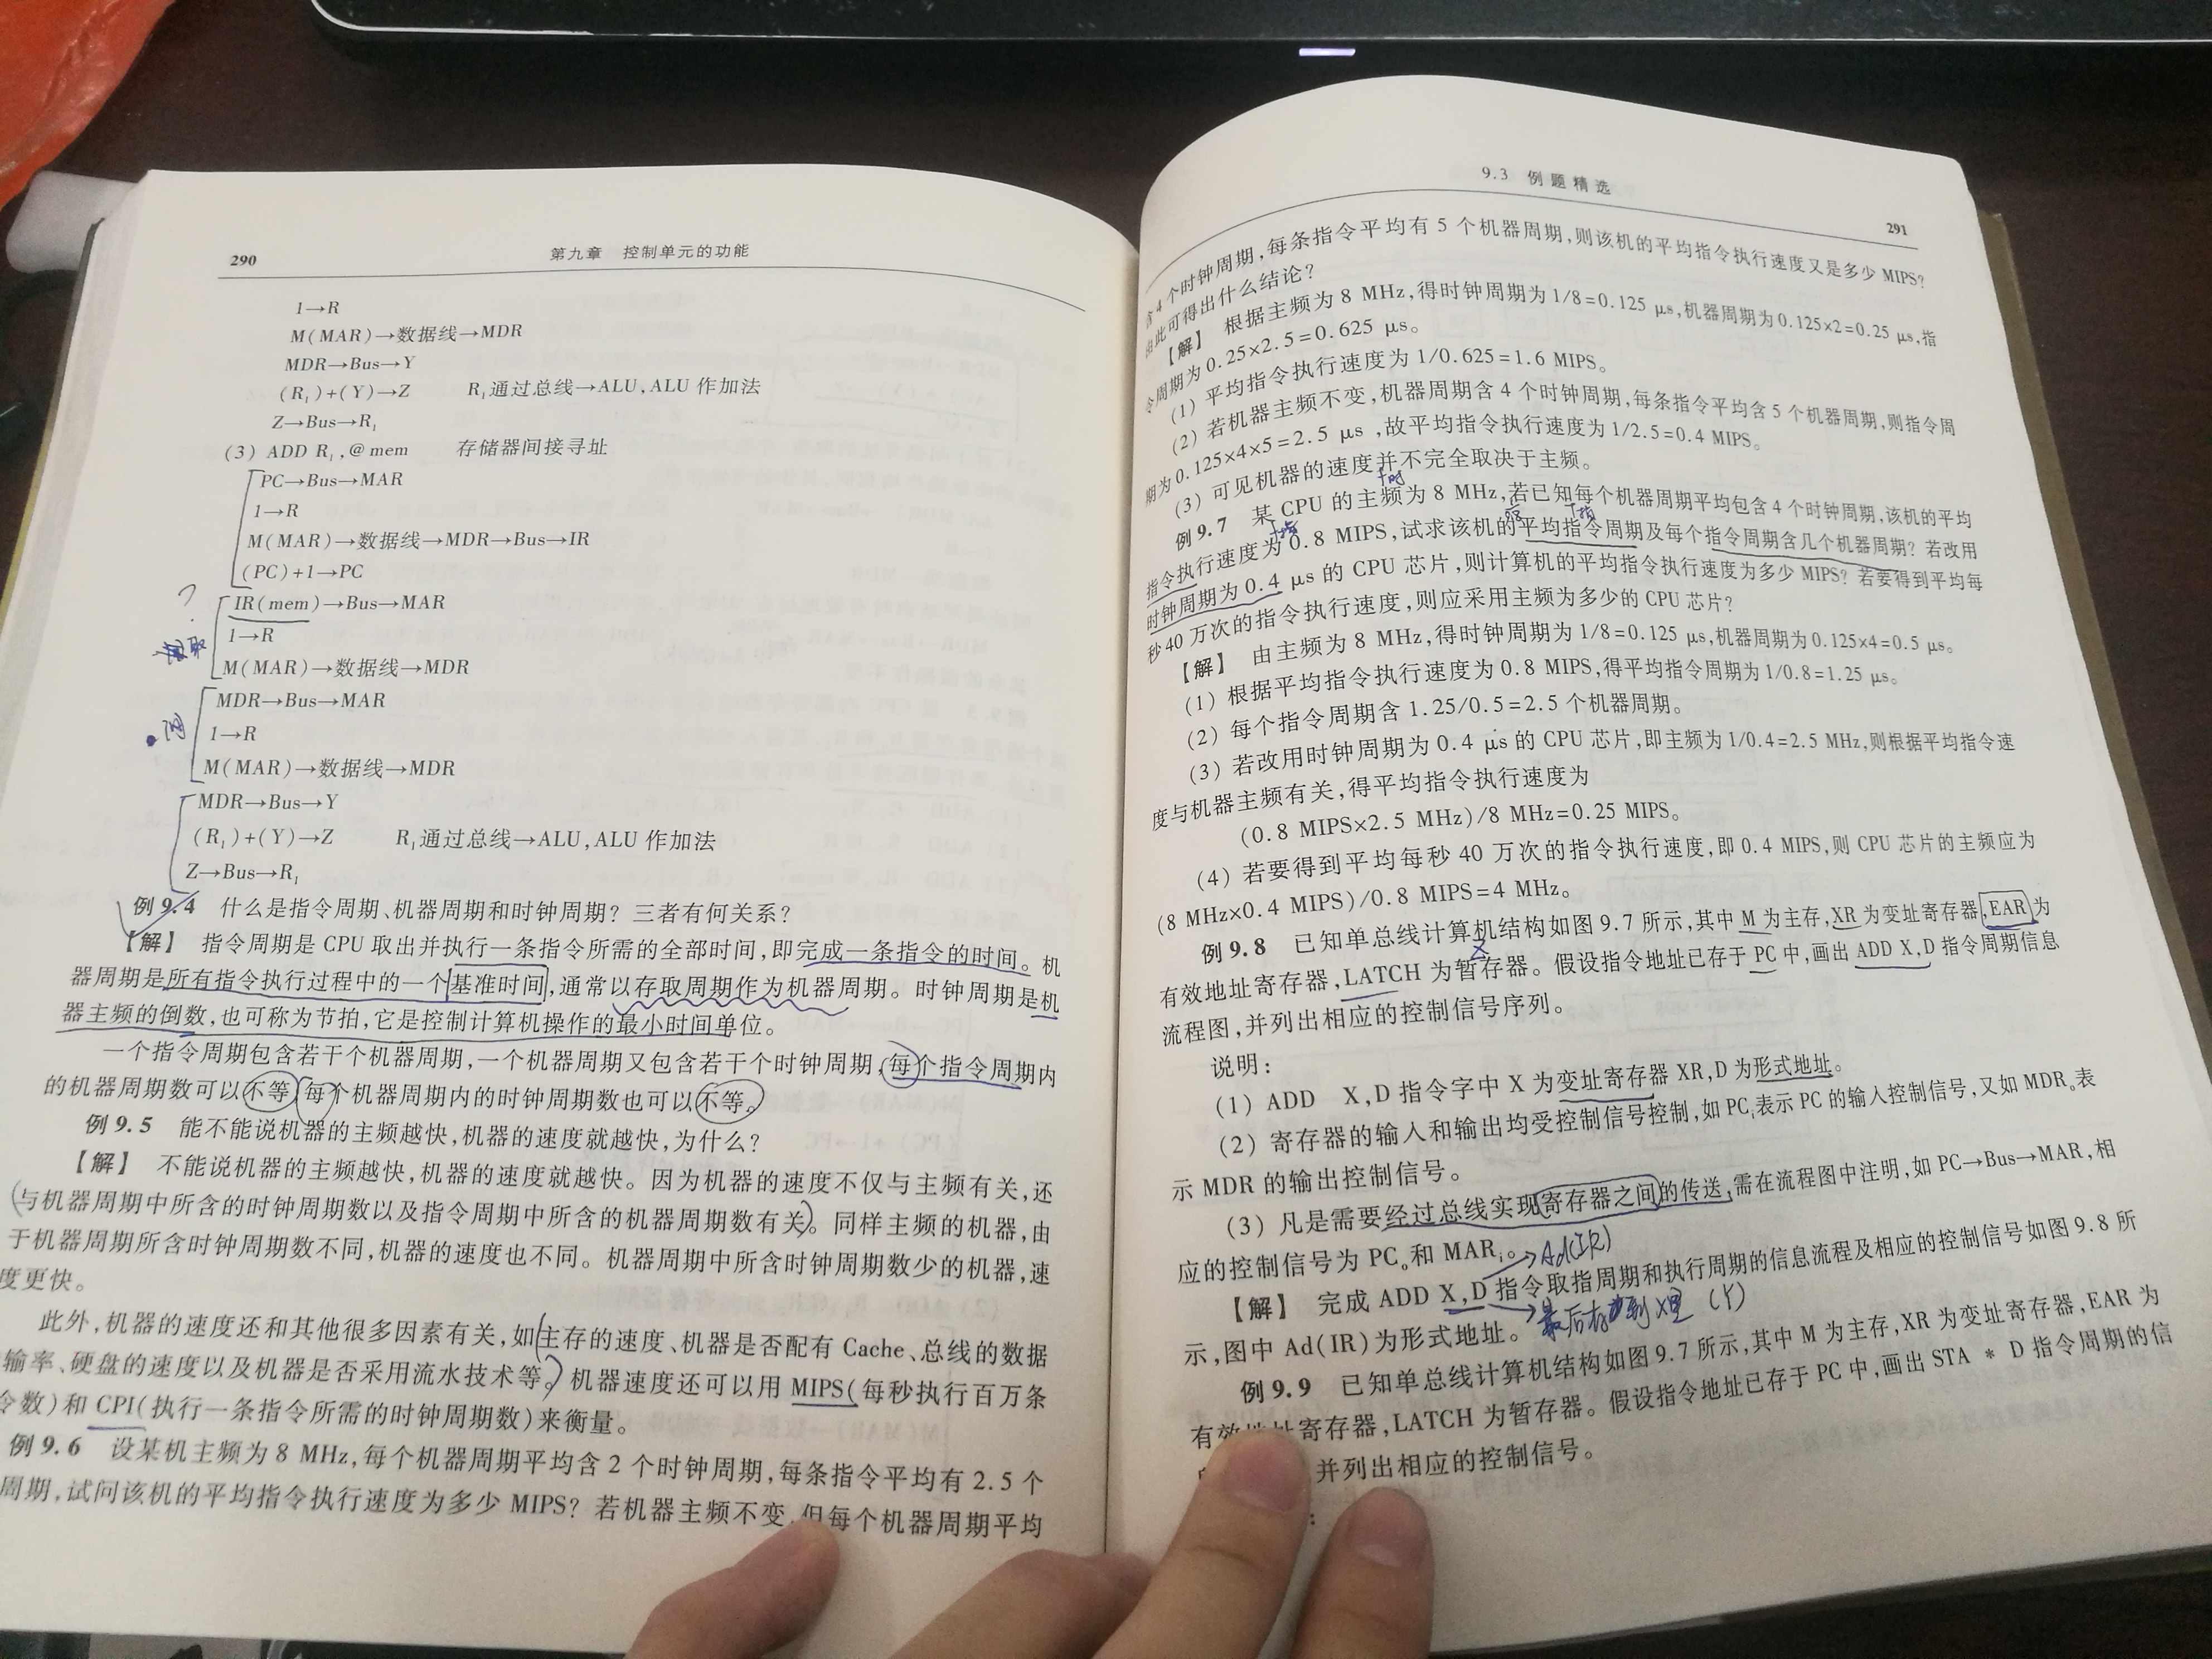 290
第九章 控制单元的功能
1→R
M(MAR)→数据线→MDR
MDR→Bus→Y
(R₁)+(Y)→Z R₁通过总线→ALU,ALU 作加法
Z→Bus→R₁
(3) ADD R₁,@mem 存储器间接寻址
PC→Bus→MAR
1→R
M(MAR)→数据线→MDR→Bus→IR
(PC)+1→PC
?
IR(mem)→Bus→MAR
1→R
取
M(MAR)→数据线→MDR
MDR→Bus→MAR
1→R
M(MAR)→数据线→MDR
MDR→Bus→Y
(R₁)+(Y)→Z R₁通过总线→ALU,ALU 作加法
Z→Bus→R₁
例 9.4 什么是指令周期、机器周期和时钟周期? 三者有何关系?
【解】 指令周期是 CPU 取出并执行一条指令所需的全部时间,即完成一条指令的时间。机
器周期是所有指令执行过程中的一个基准时间,通常以存取周期作为机器周期。时钟周期是机
器主频的倒数,也可称为节拍,它是控制计算机操作的最小时间单位。
一个指令周期包含若干个机器周期,一个机器周期又包含若干个时钟周期,每个指令周期内
的机器周期数可以不等,每个机器周期内的时钟周期数也可以不等。
例 9.5 能不能说机器的主频越快,机器的速度就越快,为什么?
【解】 不能说机器的主频越快,机器的速度就越快。因为机器的速度不仅与主频有关,还
与机器周期中所含的时钟周期数以及指令周期中所含的机器周期数有关。同样主频的机器,由
于机器周期所含时钟周期数不同,机器的速度也不同。机器周期中所含时钟周期数少的机器,速
度更快。
此外,机器的速度还和其他很多因素有关,如主存的速度、机器是否配有 Cache、总线的数据
输率、硬盘的速度以及机器是否采用流水技术等。机器速度还可以用 MIPS(每秒执行百万条
令数)和 CPI(执行一条指令所需的时钟周期数)来衡量。
例 9.6 设某机主频为 8 MHz,每个机器周期平均含 2 个时钟周期,每条指令平均有 2.5 个
周期,试问该机的平均指令执行速度为多少 MIPS? 若机器主频不变,但每个机器周期平均
9.3 例题精选
291
含 4 个时钟周期,每条指令平均有 5 个机器周期,则该机的平均指令执行速度又是多少 MIPS?
由此可得出什么结论?
【解】 根据主频为 8 MHz,得时钟周期为 1/8=0.125 μs,机器周期为0.125×2=0.25 μs,指
令周期为 0.25×2.5=0.625 μs。
(1) 平均指令执行速度为 1/0.625=1.6 MIPS。
(2) 若机器主频不变,机器周期含 4 个时钟周期,每条指令平均含 5 个机器周期,则指令周
期为 0.125×4×5=2.5 μs ,故平均指令执行速度为 1/2.5=0.4 MIPS。
(3) 可见机器的速度并不完全取决于主频。
例 9.7 某 CPU 的主频为 8 MHz,若已知每个机器周期平均包含 4 个时钟周期,该机的平均
指令执行速度为 0.8 MIPS,试求该机的平均指令周期及每个指令周期含几个机器周期? 若改用
时钟周期为 0.4 μs 的 CPU 芯片,则计算机的平均指令执行速度为多少 MIPS? 若要得到平均每
秒 40 万次的指令执行速度,则应采用主频为多少的 CPU 芯片?
【解】 由主频为 8 MHz,得时钟周期为 1/8=0.125 μs,机器周期为 0.125×4=0.5 μs。
(1) 根据平均指令执行速度为 0.8 MIPS,得平均指令周期为 1/0.8=1.25 μs。
(2) 每个指令周期含 1.25/0.5=2.5 个机器周期。
(3) 若改用时钟周期为 0.4 μs 的 CPU 芯片,即主频为 1/0.4=2.5 MHz,则根据平均指令速
度与机器主频有关,得平均指令执行速度为
(0.8 MIPS×2.5 MHz)/8 MHz=0.25 MIPS。
(4) 若要得到平均每秒 40 万次的指令执行速度,即 0.4 MIPS,则 CPU 芯片的主频应为
(8 MHz×0.4 MIPS)/0.8 MIPS=4 MHz。
例 9.8 已知单总线计算机结构如图 9.7 所示,其中 M 为主存,XR 为变址寄存器,EAR 为
有效地址寄存器,LATCH 为暂存器。假设指令地址已存于 PC 中,画出 ADD X,D 指令周期信息
流程图,并列出相应的控制信号序列。
说明:
(1) ADD X,D 指令字中 X 为变址寄存器 XR,D 为形式地址。
(2) 寄存器的输入和输出均受控制信号控制,如 PCᵢ表示 PC 的输入控制信号,又如 MDRₒ表
示 MDR 的输出控制信号。
(3) 凡是需要经过总线实现寄存器之间的传送,需在流程图中注明,如 PC→Bus→MAR,相
应的控制信号为 PCₒ和 MARᵢ。
→Ad(IR)
【解】 完成 ADD X,D 指令取指周期和执行周期的信息流程及相应的控制信号如图 9.8 所
示,图中 Ad(IR)为形式地址。
→最后存到X里 (Y)
例 9.9 已知单总线计算机结构如图 9.7 所示,其中 M 为主存,XR 为变址寄存器,EAR 为
有效地址寄存器,LATCH 为暂存器。假设指令地址已存于 PC 中,画出 STA * D 指令周期的信
并列出相应的控制信号。
: